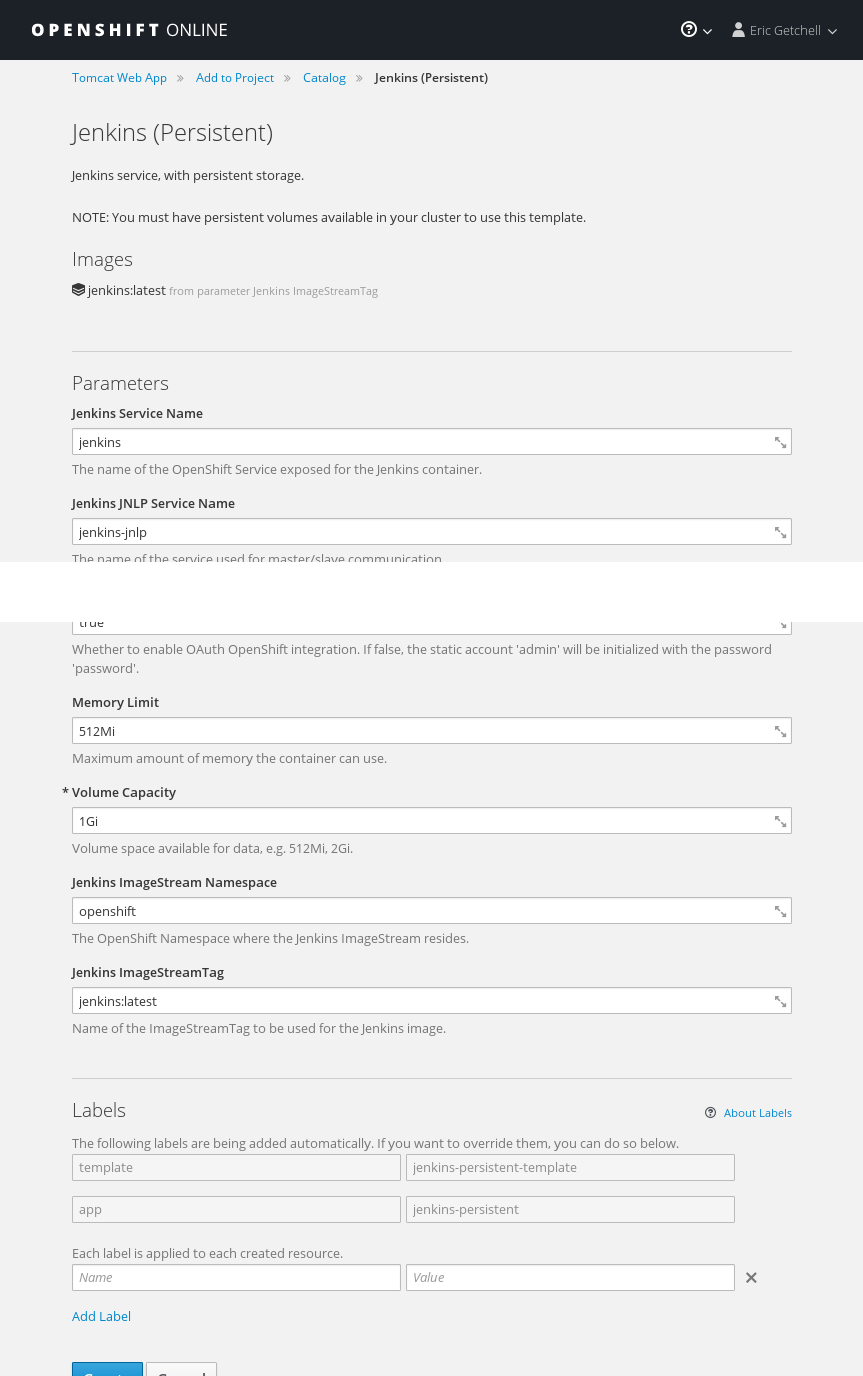 OPENSHIFT ONLINE
Eric Getchell
Tomcat Web App » Add to Project » Catalog » Jenkins (Persistent)
Jenkins (Persistent)
Jenkins service, with persistent storage.
NOTE: You must have persistent volumes available in your cluster to use this template.
Images
jenkins:latest from parameter Jenkins ImageStreamTag
Parameters
Jenkins Service Name
jenkins
The name of the OpenShift Service exposed for the Jenkins container.
Jenkins JNLP Service Name
jenkins-jnlp
The name of the service used for master/slave communication
true
Whether to enable OAuth OpenShift integration. If false, the static account 'admin' will be initialized with the password
'password'.
Memory Limit
512Mi
Maximum amount of memory the container can use.
* Volume Capacity
1Gi
Volume space available for data, e.g. 512Mi, 2Gi.
Jenkins ImageStream Namespace
openshift
The OpenShift Namespace where the Jenkins ImageStream resides.
Jenkins ImageStreamTag
jenkins:latest
Name of the ImageStreamTag to be used for the Jenkins image.
Labels
About Labels
The following labels are being added automatically. If you want to override them, you can do so below.
template jenkins-persistent-template
app jenkins-persistent
Each label is applied to each created resource.
Name Value
Add Label